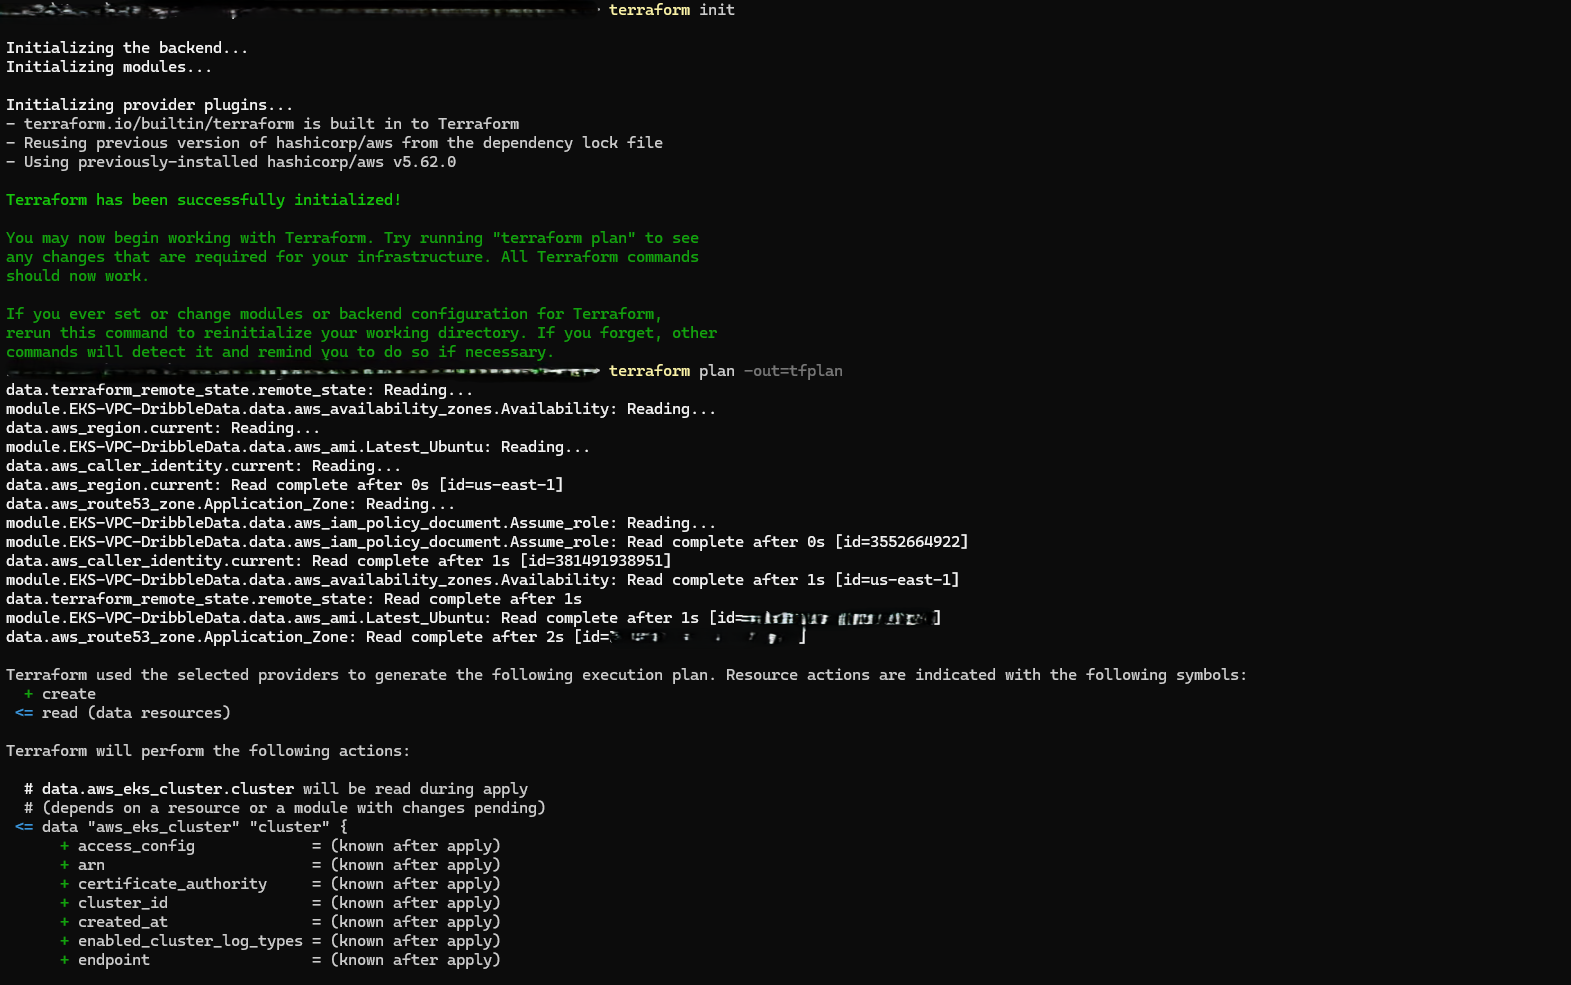 terraform init
Initializing the backend...
Initializing modules...
Initializing provider plugins...
- terraform.io/builtin/terraform is built in to Terraform
- Reusing previous version of hashicorp/aws from the dependency lock file
- Using previously-installed hashicorp/aws v5.62.0
Terraform has been successfully initialized!
You may now begin working with Terraform. Try running "terraform plan" to see
any changes that are required for your infrastructure. All Terraform commands
should now work.
If you ever set or change modules or backend configuration for Terraform,
rerun this command to reinitialize your working directory. If you forget, other
commands will detect it and remind you to do so if necessary.
terraform plan -out=tfplan
data.terraform_remote_state.remote_state: Reading...
module.EKS-VPC-DribbleData.data.aws_availability_zones.Availability: Reading...
data.aws_region.current: Reading...
module.EKS-VPC-DribbleData.data.aws_ami.Latest_Ubuntu: Reading...
data.aws_caller_identity.current: Reading...
data.aws_region.current: Read complete after 0s [id=us-east-1]
data.aws_route53_zone.Application_Zone: Reading...
module.EKS-VPC-DribbleData.data.aws_iam_policy_document.Assume_role: Reading...
module.EKS-VPC-DribbleData.data.aws_iam_policy_document.Assume_role: Read complete after 0s [id=3552664922]
data.aws_caller_identity.current: Read complete after 1s [id=381491938951]
module.EKS-VPC-DribbleData.data.aws_availability_zones.Availability: Read complete after 1s [id=us-east-1]
data.terraform_remote_state.remote_state: Read complete after 1s
module.EKS-VPC-DribbleData.data.aws_ami.Latest_Ubuntu: Read complete after 1s [id= ]
data.aws_route53_zone.Application_Zone: Read complete after 2s [id= ]
Terraform used the selected providers to generate the following execution plan. Resource actions are indicated with the following symbols:
+ create
<= read (data resources)
Terraform will perform the following actions:
# data.aws_eks_cluster.cluster will be read during apply
# (depends on a resource or a module with changes pending)
<= data "aws_eks_cluster" "cluster" {
+ access_config = (known after apply)
+ arn = (known after apply)
+ certificate_authority = (known after apply)
+ cluster_id = (known after apply)
+ created_at = (known after apply)
+ enabled_cluster_log_types = (known after apply)
+ endpoint = (known after apply)